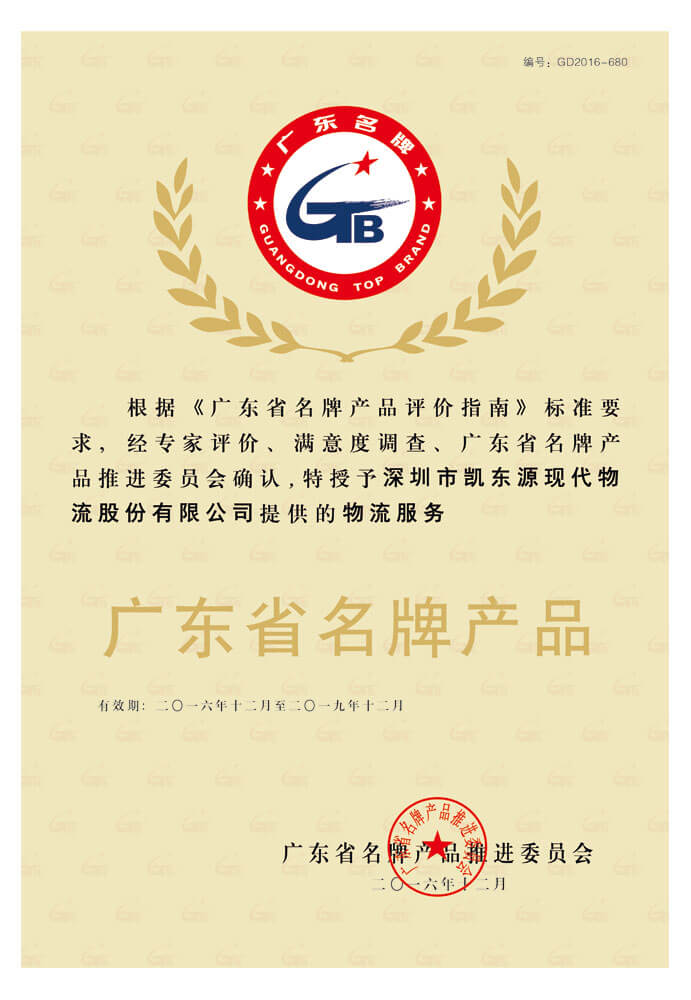 编号：GD2016-680
广东名牌
GTB
GUANGDONG TOP BRAND
根据《广东省名牌产品评价指南》标准要
求，经专家评价、满意度调查、广东省名牌产
品推进委员会确认,特授予深圳市凯东源现代物
流股份有限公司提供的物流服务
广东省名牌产品
有效期：二〇一六年十二月至二〇一九年十二月
广东省名牌产品推进委员会
广东省名牌产品推进委员会
二〇一六年十二月